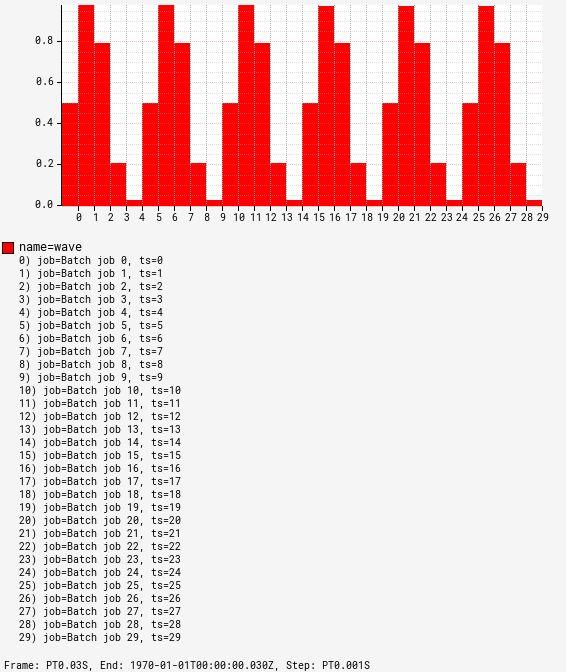 0.8
0.6
0.4
0.2
0.0
0 1 2 3 4 5 6 7 8 9 10 11 12 13 14 15 16 17 18 19 20 21 22 23 24 25 26 27 28 29
name=wave
0) job=Batch job 0, ts=0
1) job=Batch job 1, ts=1
2) job=Batch job 2, ts=2
3) job=Batch job 3, ts=3
4) job=Batch job 4, ts=4
5) job=Batch job 5, ts=5
6) job=Batch job 6, ts=6
7) job=Batch job 7, ts=7
8) job=Batch job 8, ts=8
9) job=Batch job 9, ts=9
10) job=Batch job 10, ts=10
11) job=Batch job 11, ts=11
12) job=Batch job 12, ts=12
13) job=Batch job 13, ts=13
14) job=Batch job 14, ts=14
15) job=Batch job 15, ts=15
16) job=Batch job 16, ts=16
17) job=Batch job 17, ts=17
18) job=Batch job 18, ts=18
19) job=Batch job 19, ts=19
20) job=Batch job 20, ts=20
21) job=Batch job 21, ts=21
22) job=Batch job 22, ts=22
23) job=Batch job 23, ts=23
24) job=Batch job 24, ts=24
25) job=Batch job 25, ts=25
26) job=Batch job 26, ts=26
27) job=Batch job 27, ts=27
28) job=Batch job 28, ts=28
29) job=Batch job 29, ts=29
Frame: PT0.03S, End: 1970-01-01T00:00:00.030Z, Step: PT0.001S